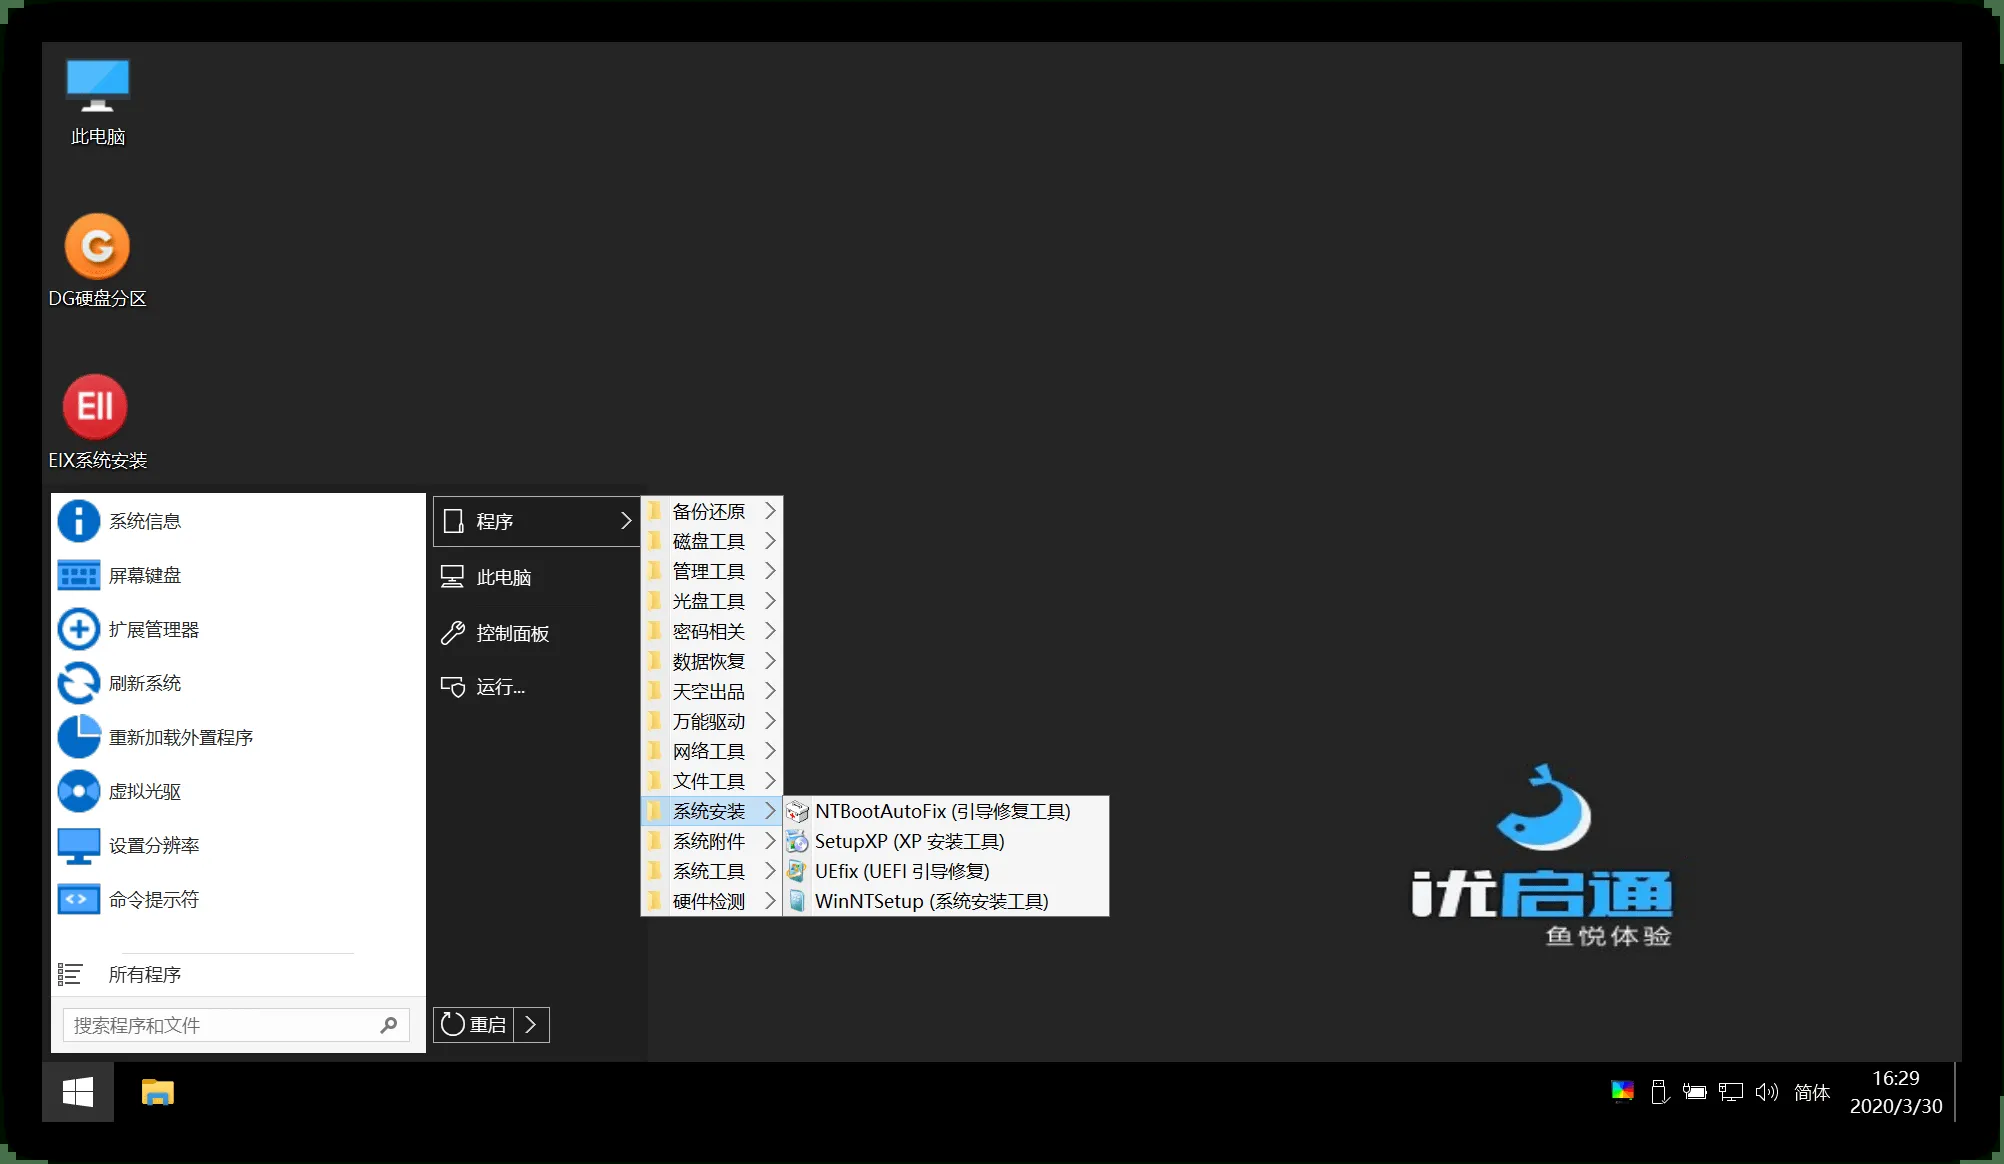 此电脑
DG硬盘分区
EII
EIX系统安装
系统信息
屏幕键盘
扩展管理器
刷新系统
重新加载外置程序
虚拟光驱
设置分辨率
命令提示符
所有程序
搜索程序和文件
程序
此电脑
控制面板
运行...
重启
备份还原
磁盘工具
管理工具
光盘工具
密码相关
数据恢复
天空出品
万能驱动
网络工具
文件工具
系统安装
系统附件
系统工具
硬件检测
NTBootAutoFix (引导修复工具)
SetupXP (XP 安装工具)
UEfix (UEFI 引导修复)
WinNTSetup (系统安装工具)
优启通
鱼悦体验
简体
16:29
2020/3/30